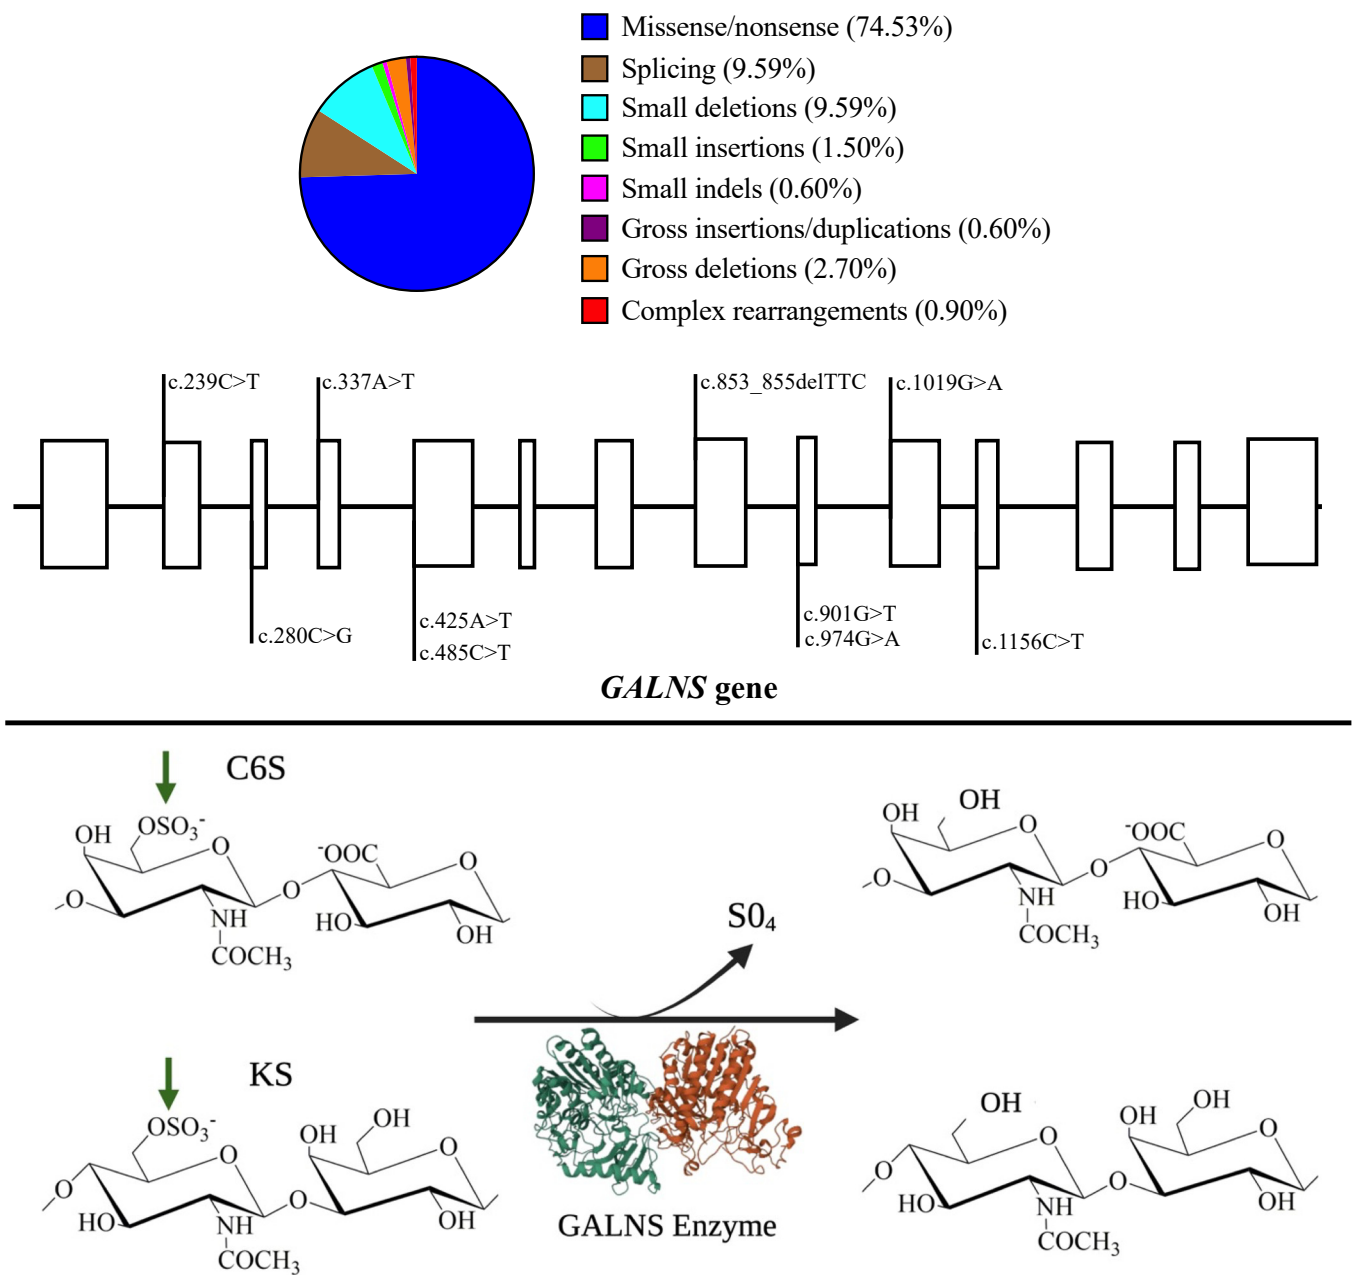 Missense/nonsense (74.53%)
Splicing (9.59%)
Small deletions (9.59%)
Small insertions (1.50%)
Small indels (0.60%)
Gross insertions/duplications (0.60%)
Gross deletions (2.70%)
Complex rearrangements (0.90%)
c.239C>T
c.337A>T
c.853_855delTTC
c.1019G>A
c.280C>G
c.425A>T
c.485C>T
c.901G>T
c.974G>A
c.1156C>T
GALNS gene
C6S
OH
OSO₃⁻
O
O
O
⁻OOC
O
HO
OH
NH
COCH₃
S0₄
OH
OH
O
O
O
⁻OOC
O
HO
OH
NH
COCH₃
KS
OSO₃⁻
O
O
HO
NH
COCH₃
O
OH
OH
O
OH
GALNS Enzyme
OH
O
O
HO
NH
COCH₃
O
OH
OH
O
OH